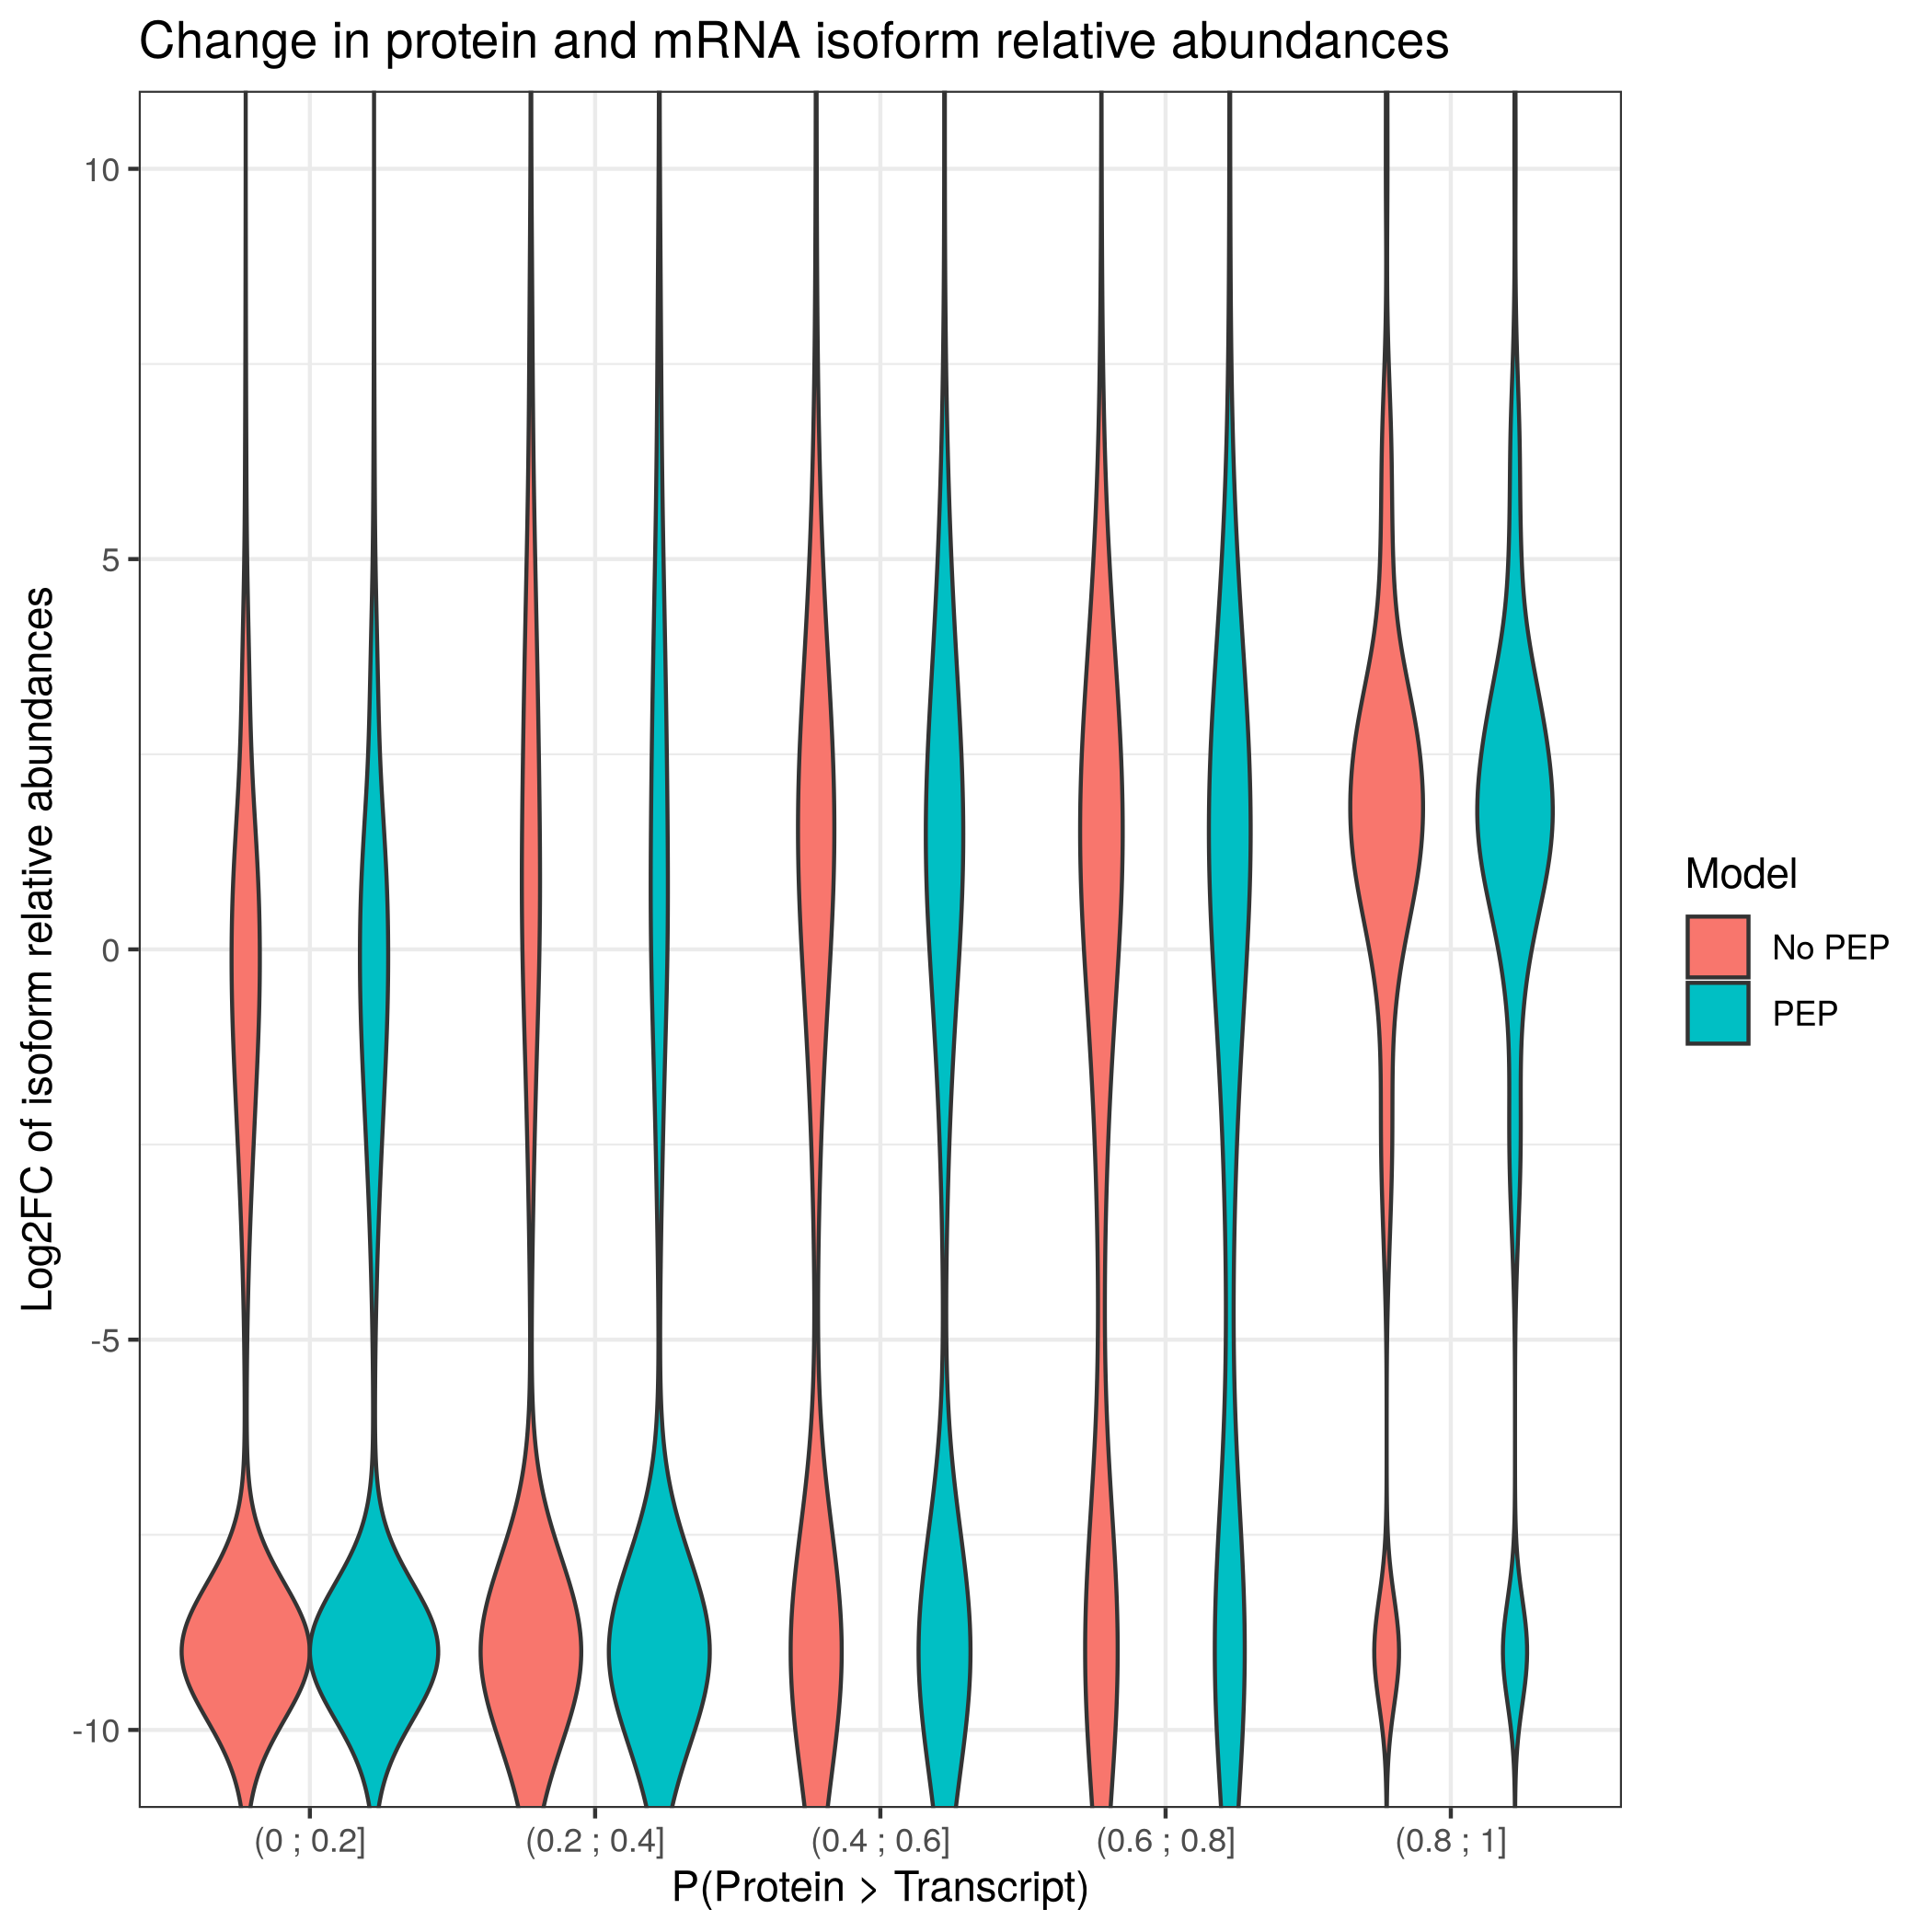 Change in protein and mRNA isoform relative abundances
Log2FC of isoform relative abundances
10
5
0
-5
-10
(0 ; 0.2]
(0.2 ; 0.4]
(0.4 ; 0.6]
(0.6 ; 0.8]
(0.8 ; 1]
P(Protein > Transcript)
Model
No PEP
PEP